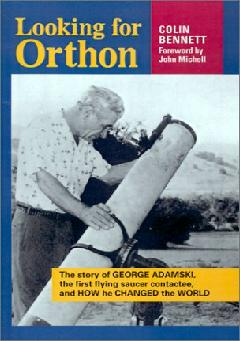 Looking for
Orthon
COLIN
BENNETT
Foreword by
John Michell
The story of GEORGE ADAMSKI,
the first flying saucer contactee,
and HOW he CHANGED the WORLD